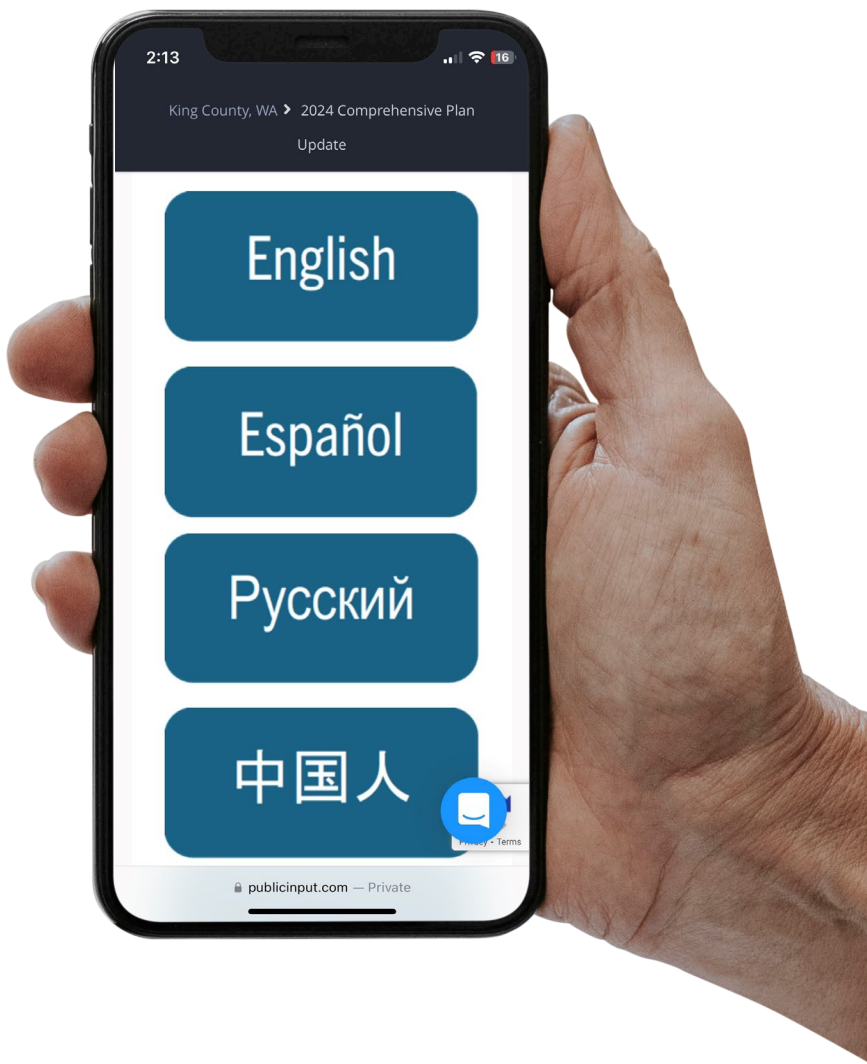 2:13
16
King County, WA > 2024 Comprehensive Plan
Update
English
Español
Русский
中国人
Privacy - Terms
publicinput.com — Private